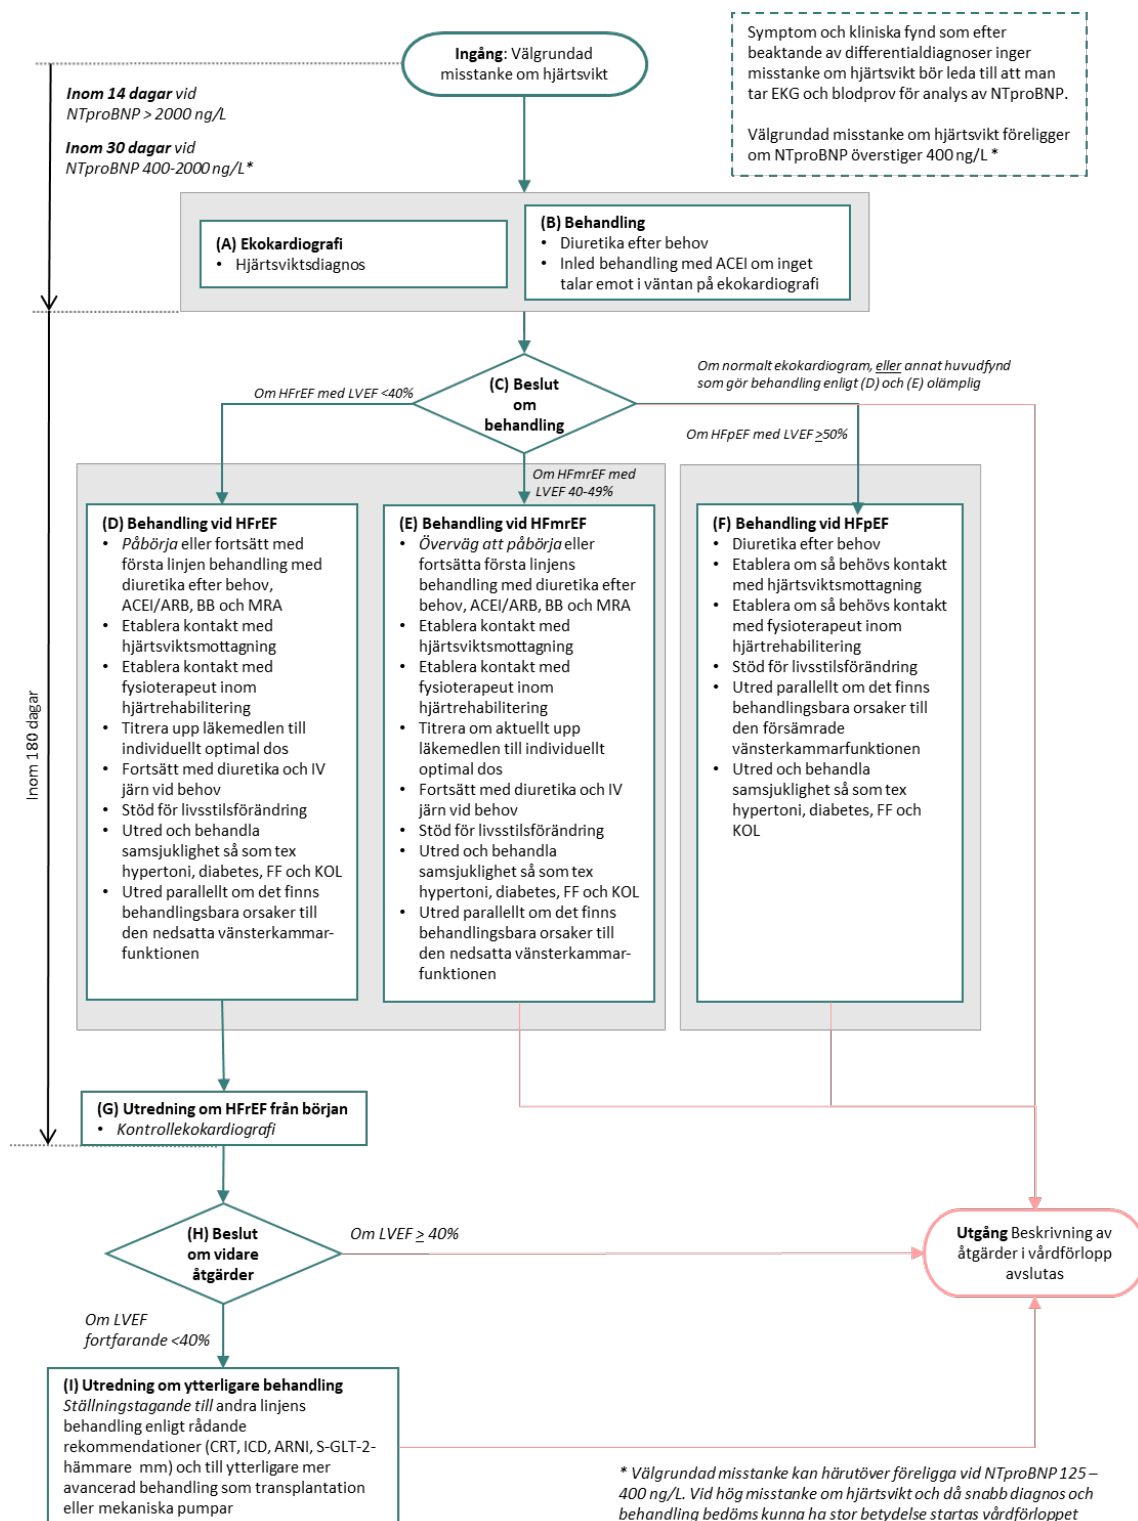 Ingång: Välgrundad
misstanke om hjärtsvikt
Symptom och kliniska fynd som efter
beaktande av differentialdiagnoser inger
misstanke om hjärtsvikt bör leda till att man
tar EKG och blodprov för analys av NTproBNP.
Välgrundad misstanke om hjärtsvikt föreligger
om NTproBNP överstiger 400 ng/L *
Inom 14 dagar vid
NTproBNP > 2000 ng/L
Inom 30 dagar vid
NTproBNP 400-2000 ng/L*
(A) Ekokardiografi
• Hjärtsviktsdiagnos
(B) Behandling
• Diuretika efter behov
• Inled behandling med ACEI om inget
talar emot i väntan på ekokardiografi
(C) Beslut
om
behandling
Om HFrEF med LVEF <40%
Om normalt ekokardiogram, eller annat huvudfynd
som gör behandling enligt (D) och (E) olämplig
Om HFpEF med LVEF ≥50%
Om HFmrEF med
LVEF 40-49%
Inom 180 dagar
(D) Behandling vid HFrEF
• Påbörja eller fortsätt med
första linjen behandling med
diuretika efter behov,
ACEI/ARB, BB och MRA
• Etablera kontakt med
hjärtsviktsmottagning
• Etablera kontakt med
fysioterapeut inom
hjärtrehabilitering
• Titrera upp läkemedlen till
individuellt optimal dos
• Fortsätt med diuretika och IV
järn vid behov
• Stöd för livsstilsförändring
• Utred och behandla
samsjuklighet så som tex
hypertoni, diabetes, FF och KOL
• Utred parallellt om det finns
behandlingsbara orsaker till
den nedsatta vänsterkammar-
funktionen
(E) Behandling vid HFmrEF
• Överväg att påbörja eller
fortsätta första linjens
behandling med diuretika efter
behov, ACEI/ARB, BB och MRA
• Etablera kontakt med
hjärtsviktsmottagning
• Etablera kontakt med
fysioterapeut inom
hjärtrehabilitering
• Titrera om aktuellt upp
läkemedlen till individuellt
optimal dos
• Fortsätt med diuretika och IV
järn vid behov
• Stöd för livsstilsförändring
• Utred och behandla
samsjuklighet så som tex
hypertoni, diabetes, FF och KOL
• Utred parallellt om det finns
behandlingsbara orsaker till
den nedsatta vänsterkammar-
funktionen
(F) Behandling vid HFpEF
• Diuretika efter behov
• Etablera om så behövs kontakt
med hjärtsviktsmottagning
• Etablera om så behövs kontakt
med fysioterapeut inom
hjärtrehabilitering
• Stöd för livsstilsförändring
• Utred parallellt om det finns
behandlingsbara orsaker till
den försämrade
vänsterkammarfunktionen
• Utred och behandla
samsjuklighet så som tex
hypertoni, diabetes, FF och
KOL
(G) Utredning om HFrEF från början
• Kontrollekokardiografi
(H) Beslut
om vidare
åtgärder
Om LVEF ≥ 40%
Utgång Beskrivning av
åtgärder i vårdförlopp
avslutas
Om LVEF
fortfarande <40%
(I) Utredning om ytterligare behandling
Ställningstagande till andra linjens
behandling enligt rådande
rekommendationer (CRT, ICD, ARNI, S-GLT-2-
hämmare mm) och till ytterligare mer
avancerad behandling som transplantation
eller mekaniska pumpar
* Välgrundad misstanke kan härutöver föreligga vid NTproBNP 125 –
400 ng/L. Vid hög misstanke om hjärtsvikt och då snabb diagnos och
behandling bedöms kunna ha stor betydelse startas vårdförloppet